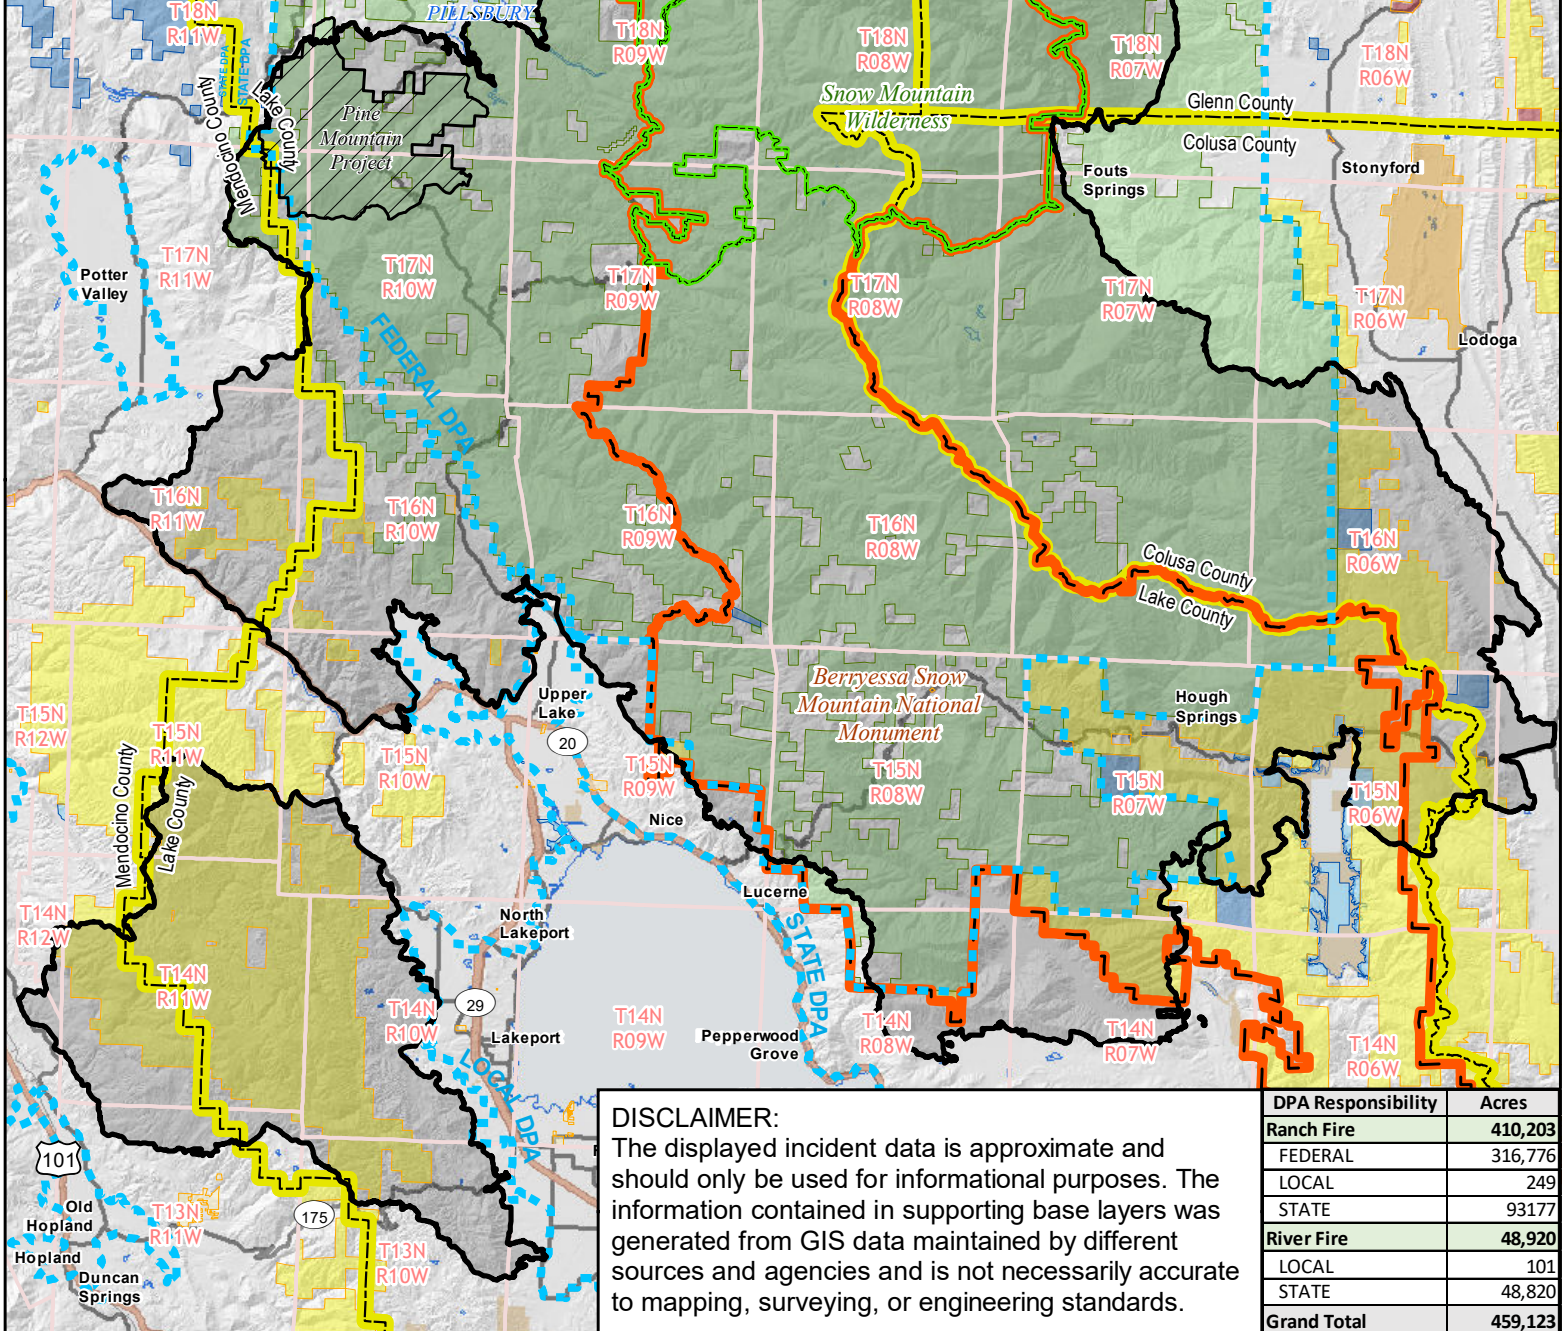 T18N
R11W
STATE DPA
STATE DPA
PILLSBURY
T18N
R09W
T18N
R08W
T18N
R07W
T18N
R06W
Mendocino County
Lake County
Pine
Mountain
Project
Snow Mountain
Wilderness
Glenn County
Colusa County
Stonyford
Fouts
Springs
Potter
Valley
T17N
R11W
T17N
R10W
T17N
R09W
T17N
R08W
T17N
R07W
T17N
R06W
Lodoga
FEDERAL DPA
T16N
R11W
T16N
R10W
T16N
R09W
T16N
R08W
T16N
R06W
Colusa County
Lake County
Berryessa Snow
Mountain National
Monument
Hough
Springs
Upper
Lake
20
T15N
R12W
T15N
R11W
T15N
R10W
T15N
R09W
T15N
R08W
T15N
R07W
T15N
R06W
Mendocino County
Lake County
Nice
Lucerne
STATE DPA
North
Lakeport
T14N
R12W
T14N
R11W
T14N
R10W
29
Lakeport
T14N
R09W
Pepperwood
Grove
T14N
R08W
T14N
R07W
T14N
R06W
LOCAL DPA
101
Old
Hopland
Hopland
Duncan
Springs
T13N
R11W
175
T13N
R10W
DISCLAIMER:
The displayed incident data is approximate and
should only be used for informational purposes. The
information contained in supporting base layers was
generated from GIS data maintained by different
sources and agencies and is not necessarily accurate
to mapping, surveying, or engineering standards.
DPA Responsibility Acres
Ranch Fire 410,203
FEDERAL 316,776
LOCAL 249
STATE 93177
River Fire 48,920
LOCAL 101
STATE 48,820
Grand Total 459,123